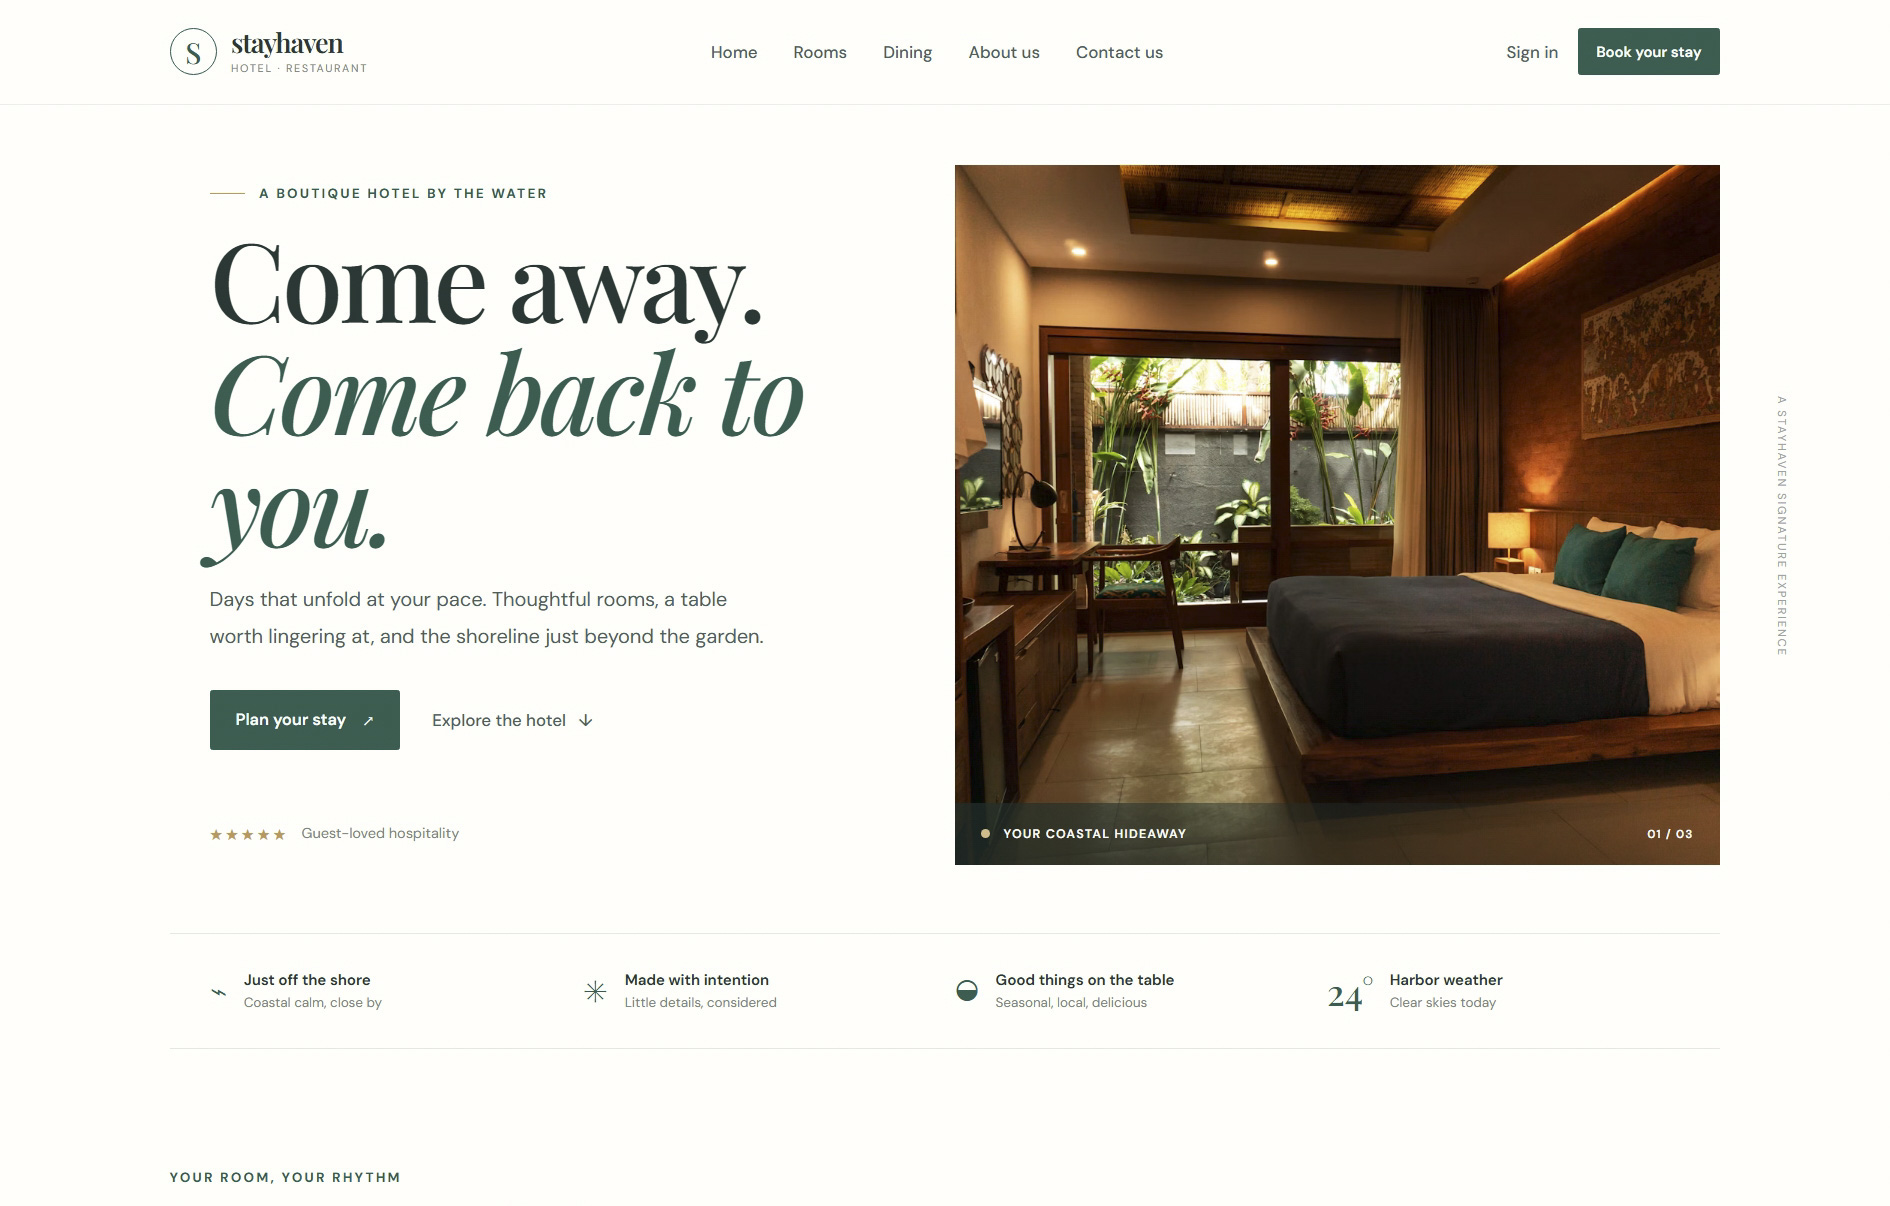 S
stayhaven
HOTEL · RESTAURANT
Home
Rooms
Dining
About us
Contact us
Sign in
Book your stay
A BOUTIQUE HOTEL BY THE WATER
Come away.
Come back to
you.
Days that unfold at your pace. Thoughtful rooms, a table
worth lingering at, and the shoreline just beyond the garden.
Plan your stay ↗
Explore the hotel ↓
★★★★★ Guest-loved hospitality
YOUR COASTAL HIDEAWAY
01 / 03
A STAYHAVEN SIGNATURE EXPERIENCE
Just off the shore
Coastal calm, close by
Made with intention
Little details, considered
Good things on the table
Seasonal, local, delicious
24°
Harbor weather
Clear skies today
YOUR ROOM, YOUR RHYTHM